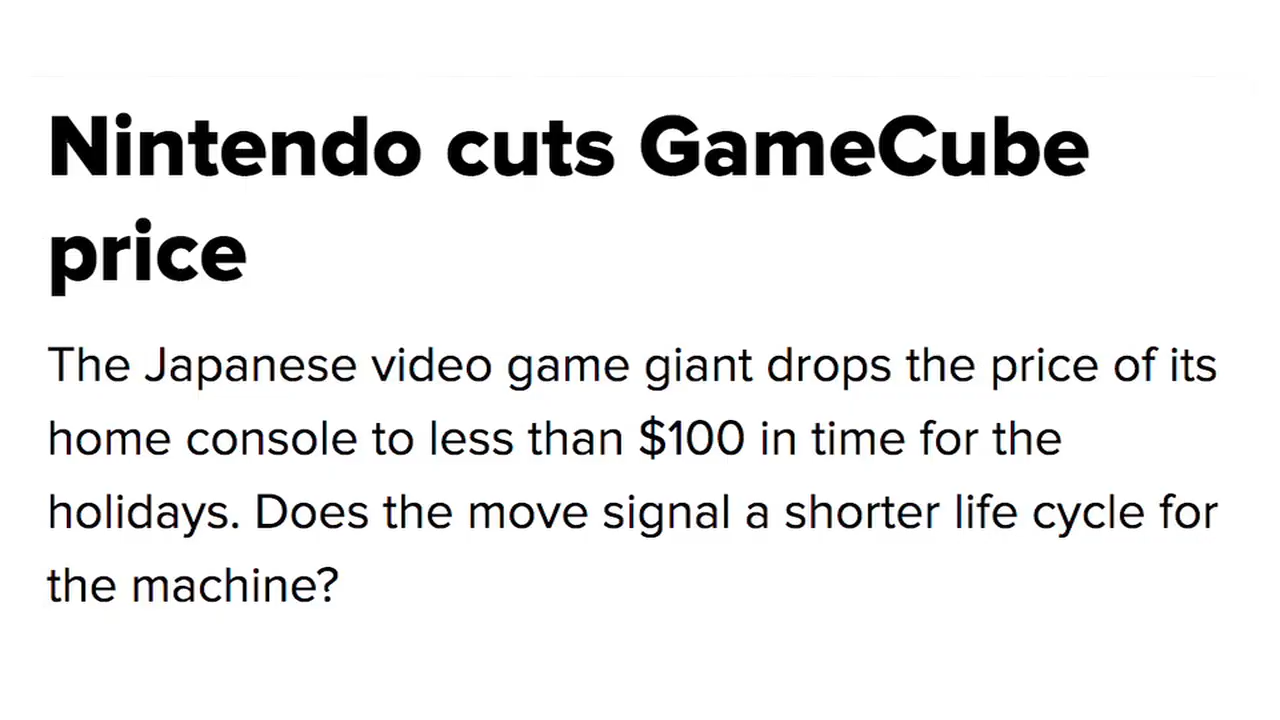 Nintendo cuts GameCube
price
The Japanese video game giant drops the price of its
home console to less than $100 in time for the
holidays. Does the move signal a shorter life cycle for
the machine?